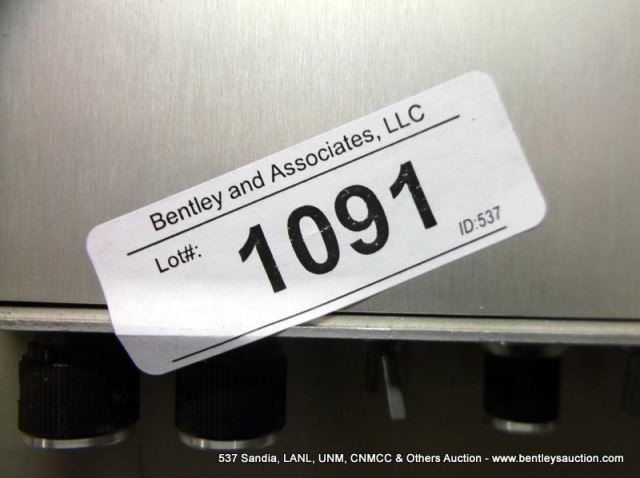 Bentley and Associates, LLC
Lot#: 1091
ID:537
537 Sandia, LANL, UNM, CNMCC & Others Auction - www.bentleysauction.com